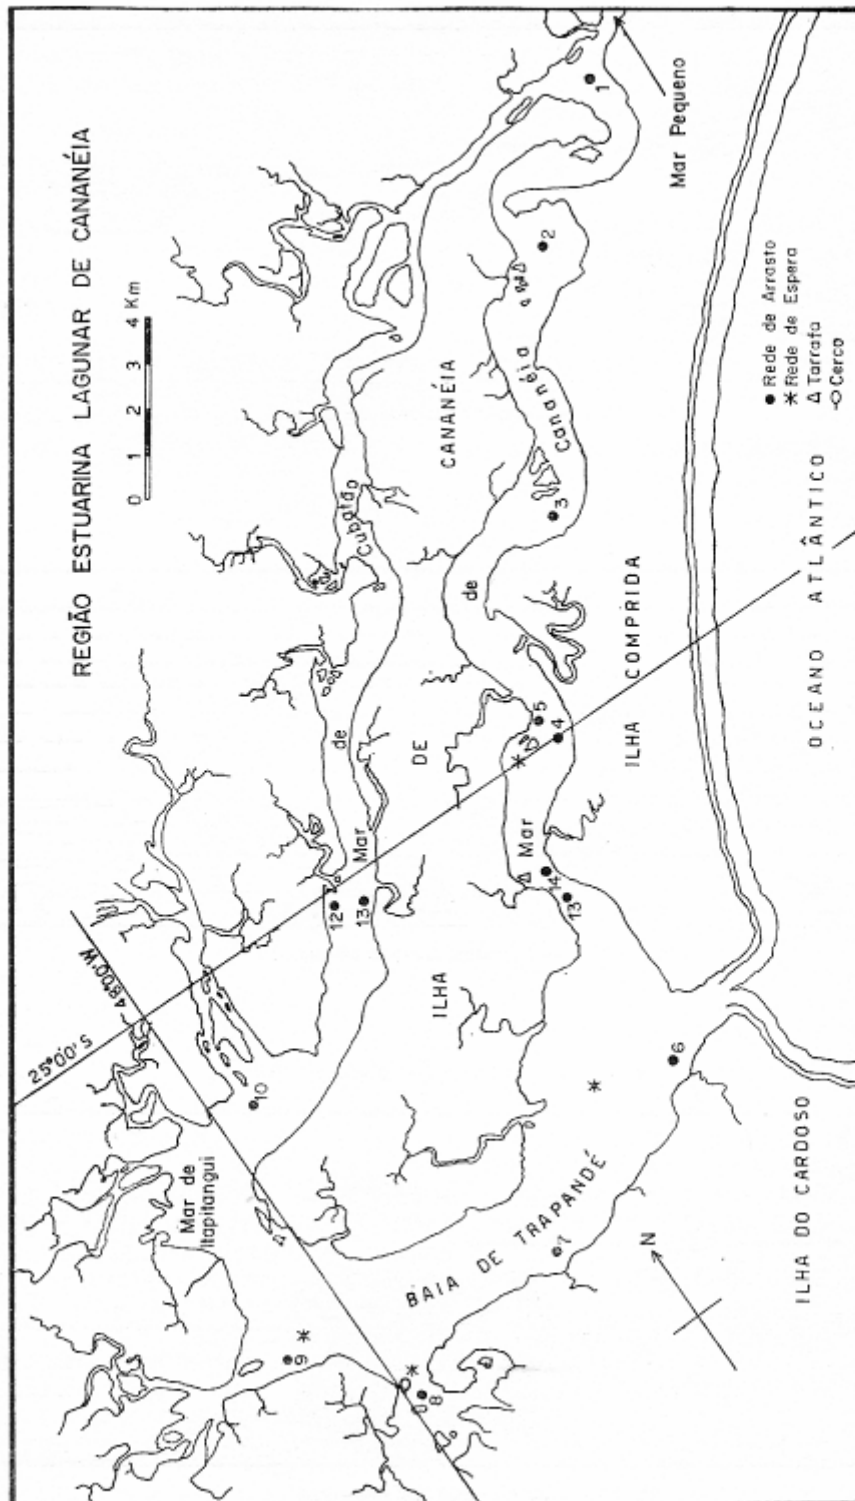 REGIÃO ESTUARINA LAGUNAR DE CANANÉIA
0 1 2 3 4 Km
Mar Pequeno
1
2
3
4
5
6
7
8
9
10
12
13
13
14
CANANÉIA
DE
ILHA
Mar
de
Cubatão
Mar
de
Cananéia
ILHA COMPRIDA
OCEANO ATLÂNTICO
● Rede de Arrasto
* Rede de Espera
Δ Tarrafa
Cerco
25°00'S
48°00'W
Mar de
Itapitangui
BAIA DE TRAPANDÉ
N
ILHA DO CARDOSO